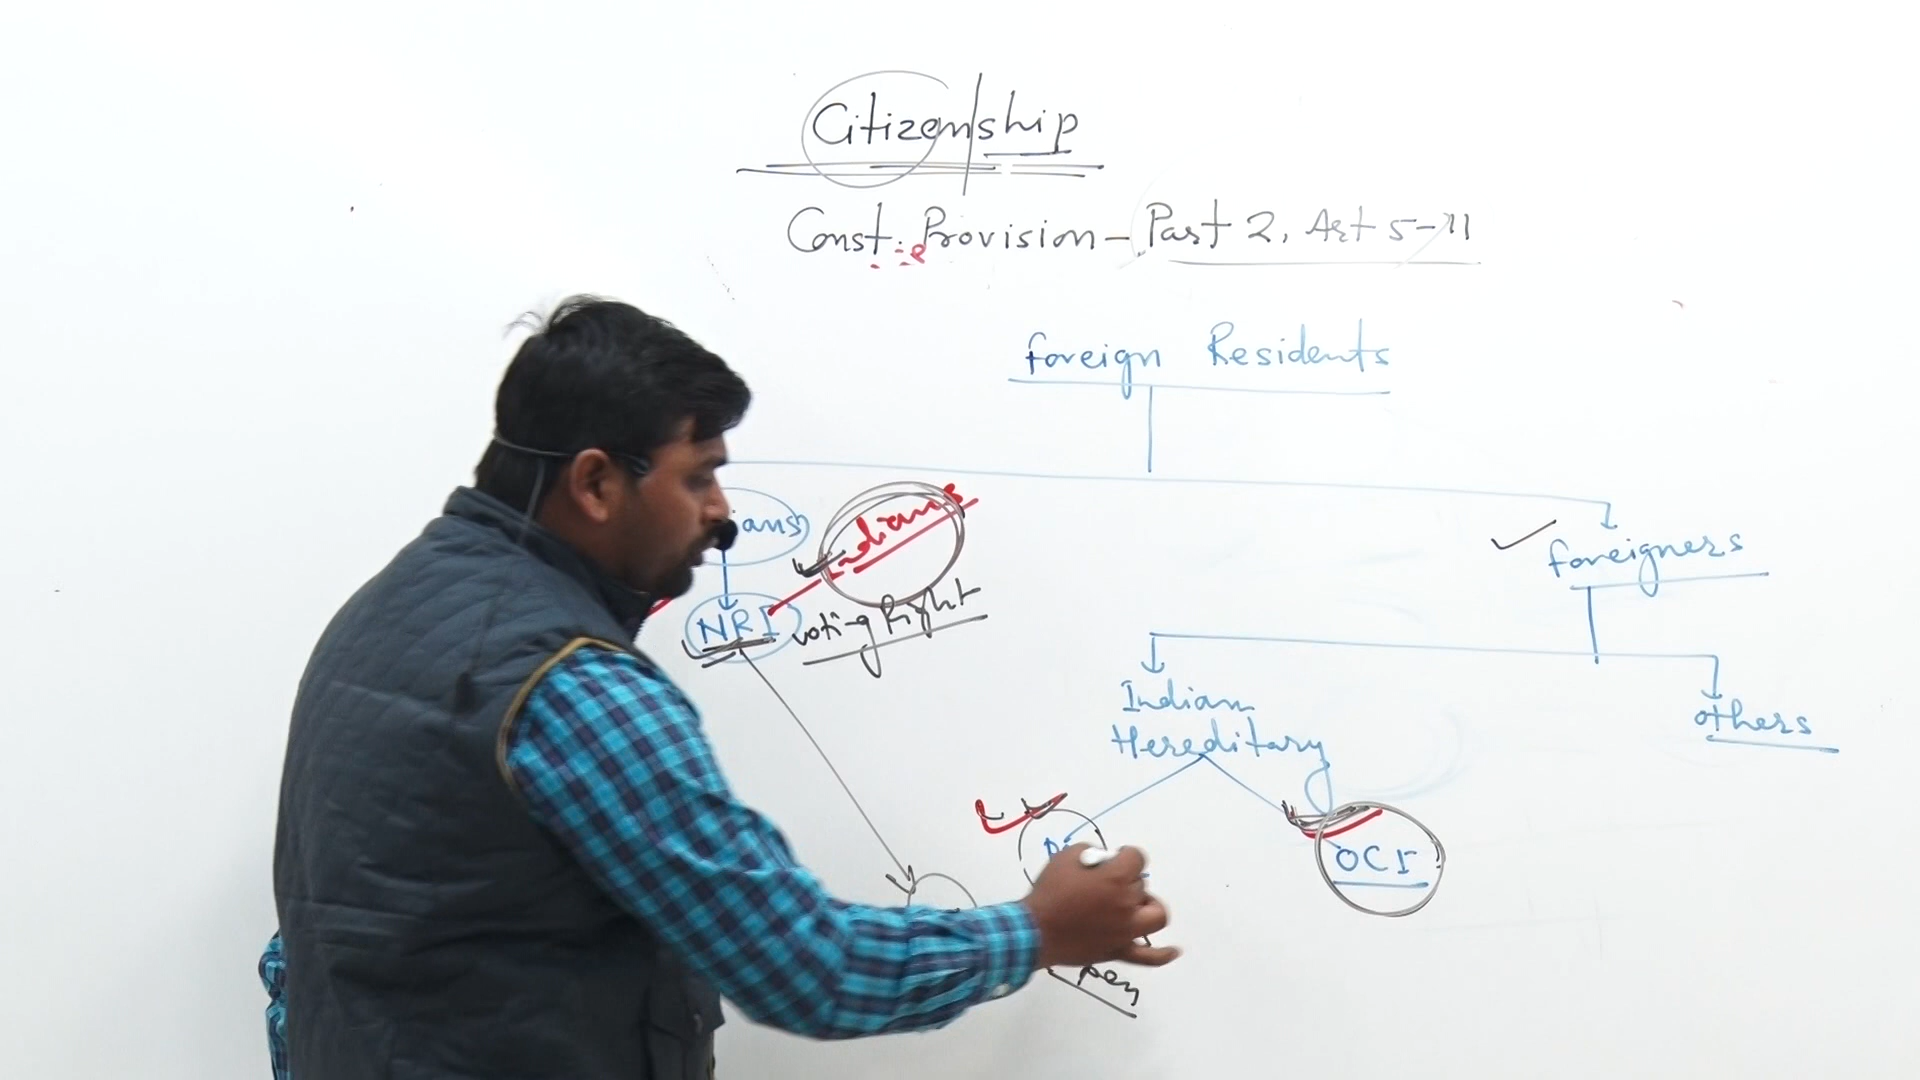 Citizenship
Const. Provision - Part 2, Art 5-11
foreign Residents
Indians
foreigners
NRI
voting Right
Indian
Hereditary
others
OCI